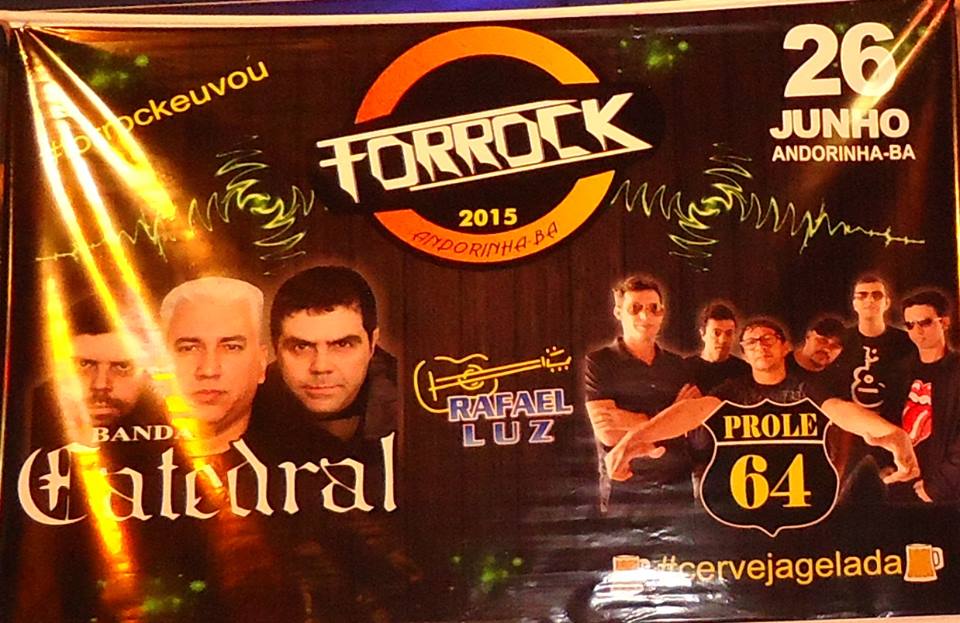 #forrockeuvou
FORROCK
2015
ANDORINHA-BA
26
JUNHO
ANDORINHA-BA
BANDA
Catedral
RAFAEL
LUZ
PROLE
64
#cervejagelada